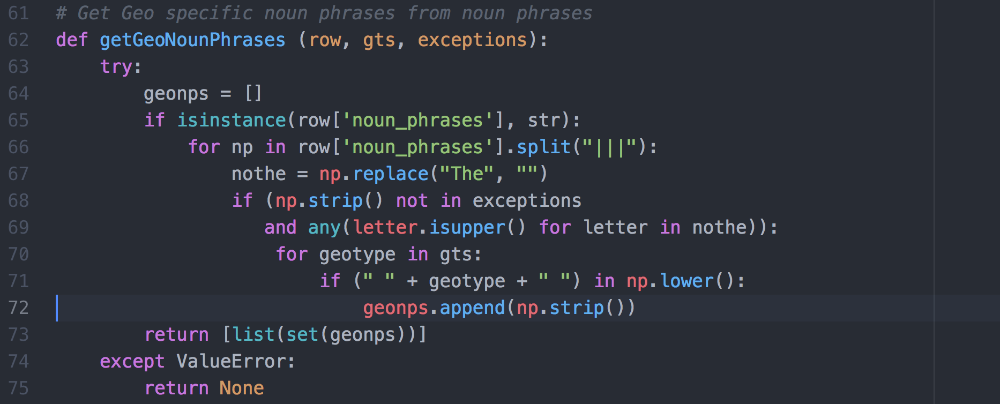 61 # Get Geo specific noun phrases from noun phrases
62 def getGeoNounPhrases (row, gts, exceptions):
63     try:
64         geonps = []
65         if isinstance(row['noun_phrases'], str):
66             for np in row['noun_phrases'].split("|||"):
67                 nothe = np.replace("The", "")
68                 if (np.strip() not in exceptions
69                    and any(letter.isupper() for letter in nothe)):
70                     for geotype in gts:
71                         if (" " + geotype + " ") in np.lower():
72                             geonps.append(np.strip())
73         return [list(set(geonps))]
74     except ValueError:
75         return None